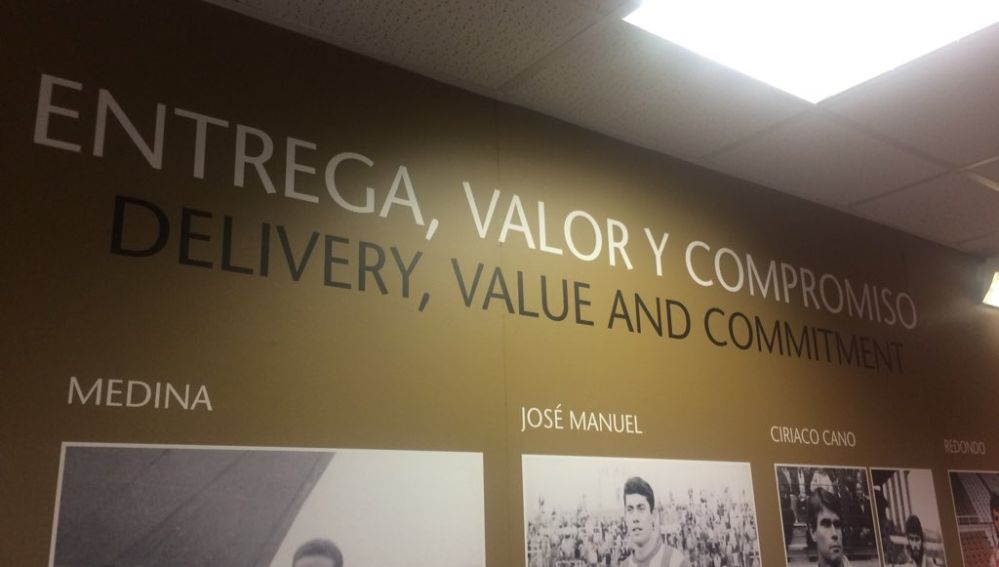 ENTREGA, VALOR Y COMPROMISO
DELIVERY, VALUE AND COMMITMENT
MEDINA
JOSÉ MANUEL
CIRIACO CANO
REDONDO